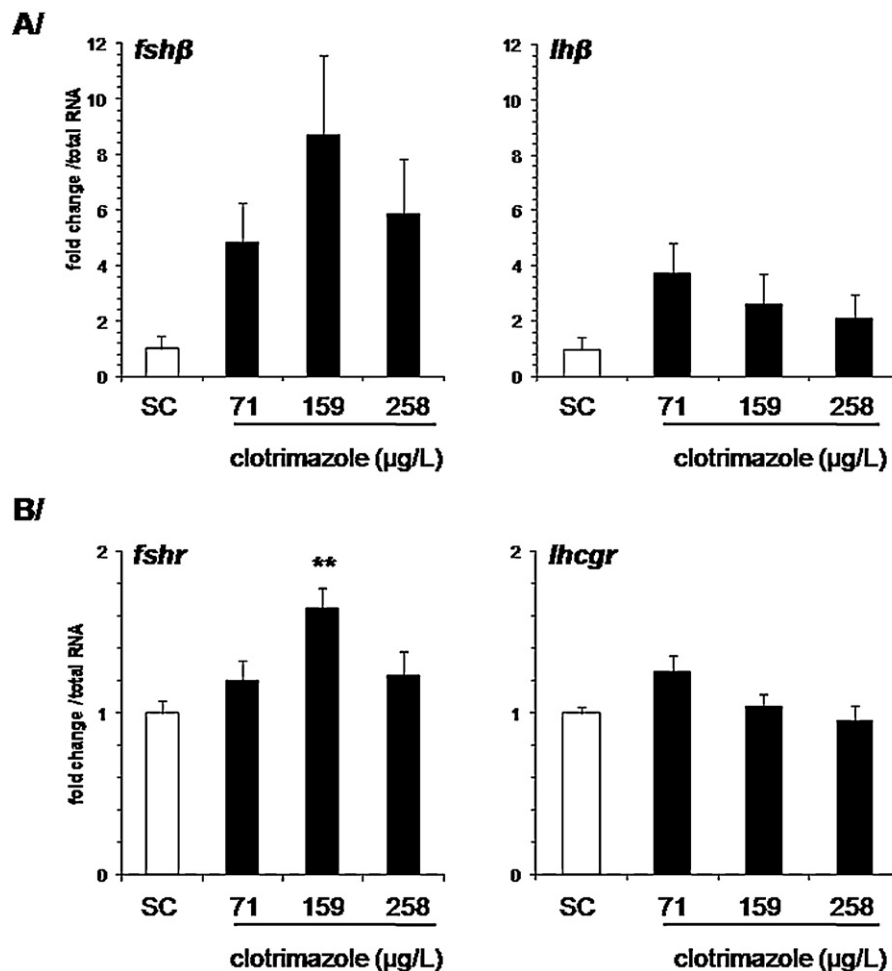 A/
fshβ
lhβ
fold change /total RNA
12
10
8
6
4
2
0
12
10
8
6
4
2
0
SC 71 159 258
SC 71 159 258
clotrimazole (µg/L)
clotrimazole (µg/L)
B/
fshr
lhcgr
**
fold change /total RNA
2
1
0
2
1
0
SC 71 159 258
SC 71 159 258
clotrimazole (µg/L)
clotrimazole (µg/L)